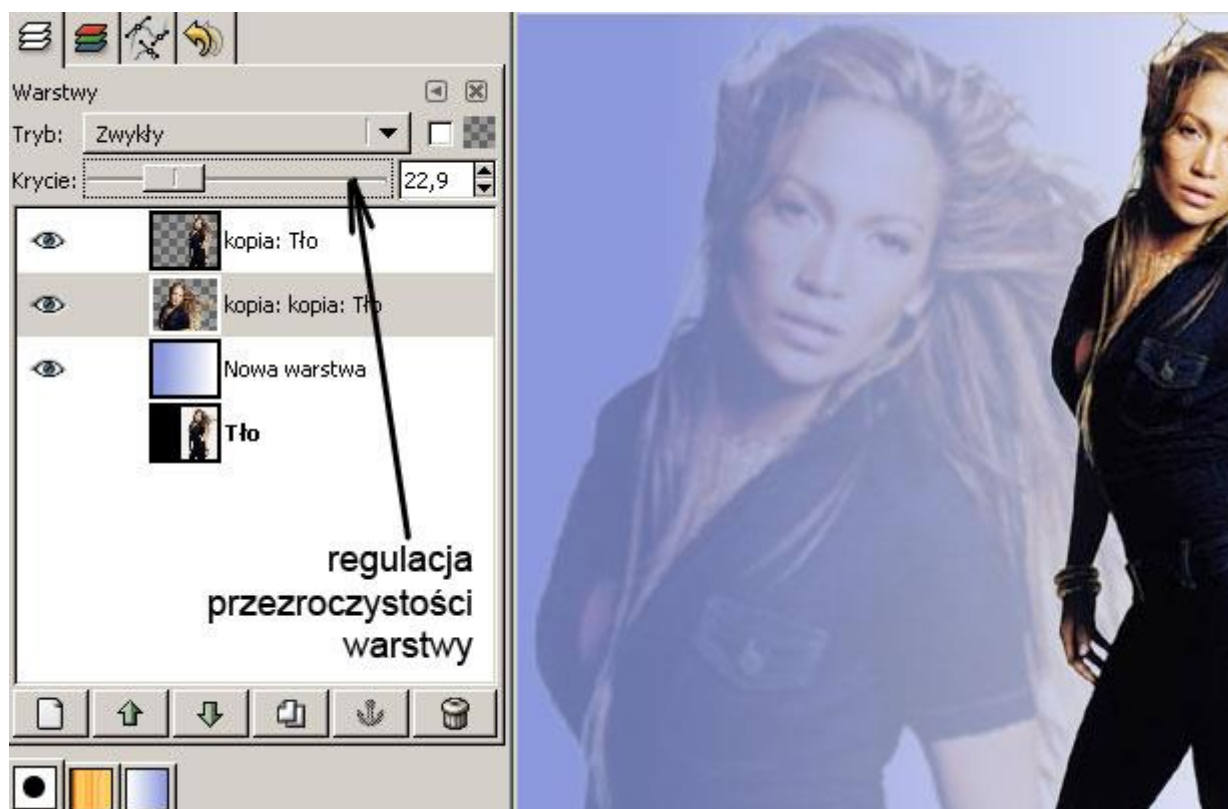 Warstwy
Tryb: Zwykły
Krycie: 22,9
kopia: Tło
kopia: kopia: Tło
Nowa warstwa
Tło
regulacja
przezroczystości
warstwy